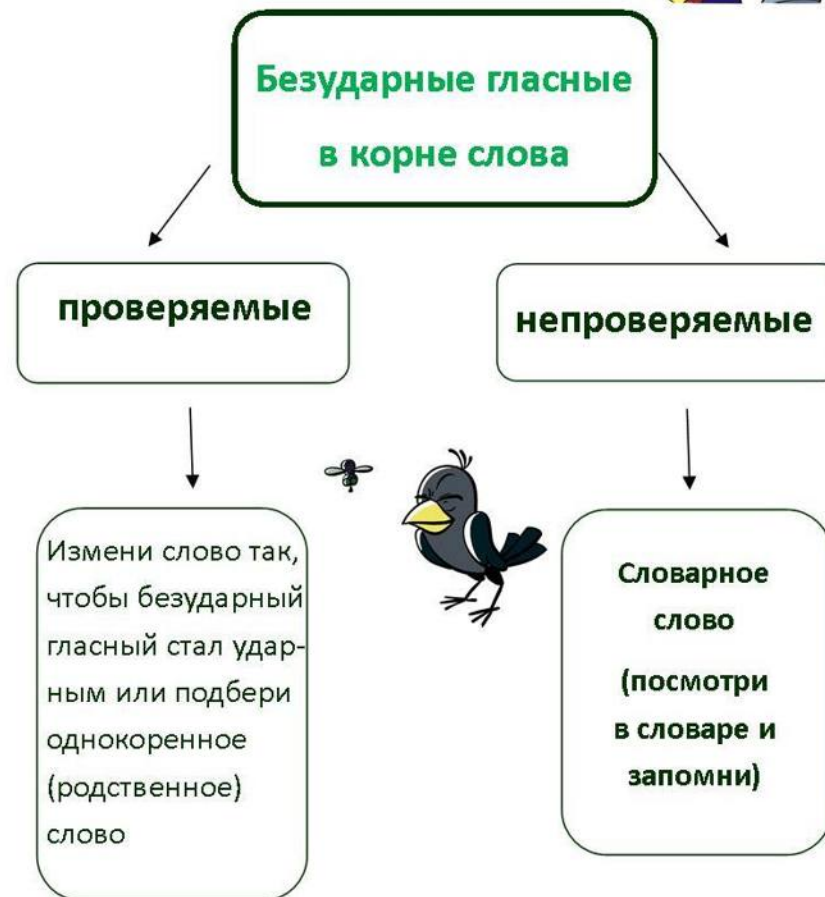 Безударные гласные
в корне слова
проверяемые
непроверяемые
Измени слово так,
чтобы безударный
гласный стал удар-
ным или подбери
однокоренное
(родственное)
слово
Словарное
слово
(посмотри
в словаре и
запомни)